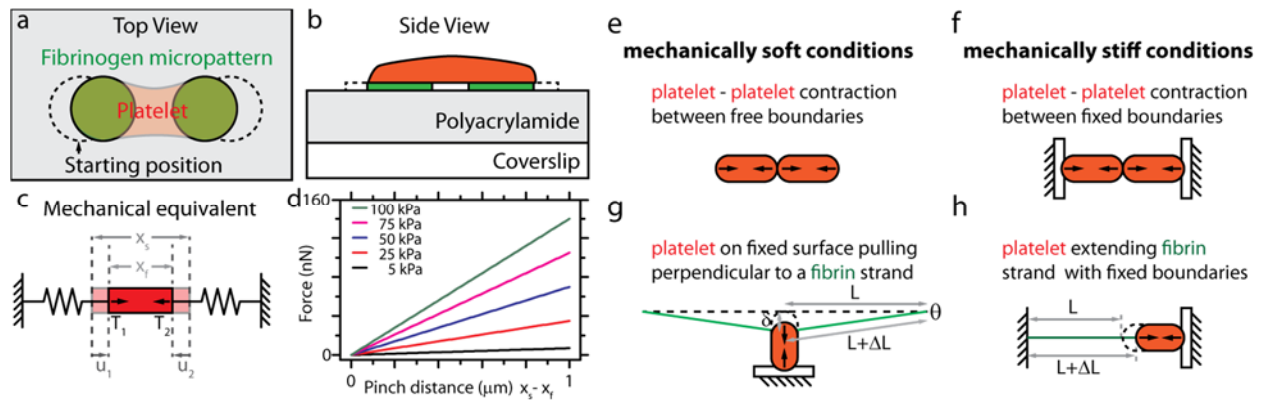 a
Top View
Fibrinogen micropattern
Platelet
Starting position
b
Side View
Polyacrylamide
Coverslip
c
Mechanical equivalent
xs
xf
T1 T2
u1 u2
d
160
100 kPa
75 kPa
50 kPa
25 kPa
5 kPa
Force (nN)
0
0 1
Pinch distance (μm) xs - xf
e
mechanically soft conditions
platelet - platelet contraction
between free boundaries
f
mechanically stiff conditions
platelet - platelet contraction
between fixed boundaries
g
platelet on fixed surface pulling
perpendicular to a fibrin strand
L
δ
θ
L+ΔL
h
platelet extending fibrin
strand with fixed boundaries
L
L+ΔL